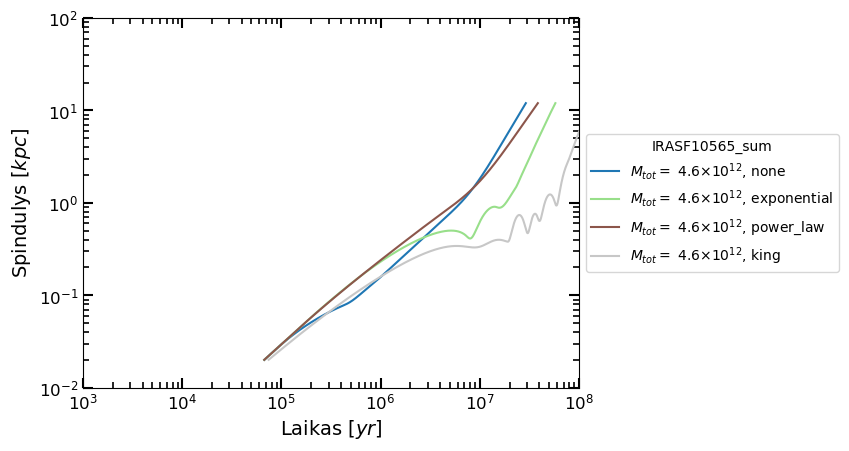 10²
10¹
10⁰
10⁻¹
10⁻²
Spindulys [kpc]
10³ 10⁴ 10⁵ 10⁶ 10⁷ 10⁸
Laikas [yr]
IRASF10565_sum
M_tot = 4.6×10¹², none
M_tot = 4.6×10¹², exponential
M_tot = 4.6×10¹², power_law
M_tot = 4.6×10¹², king